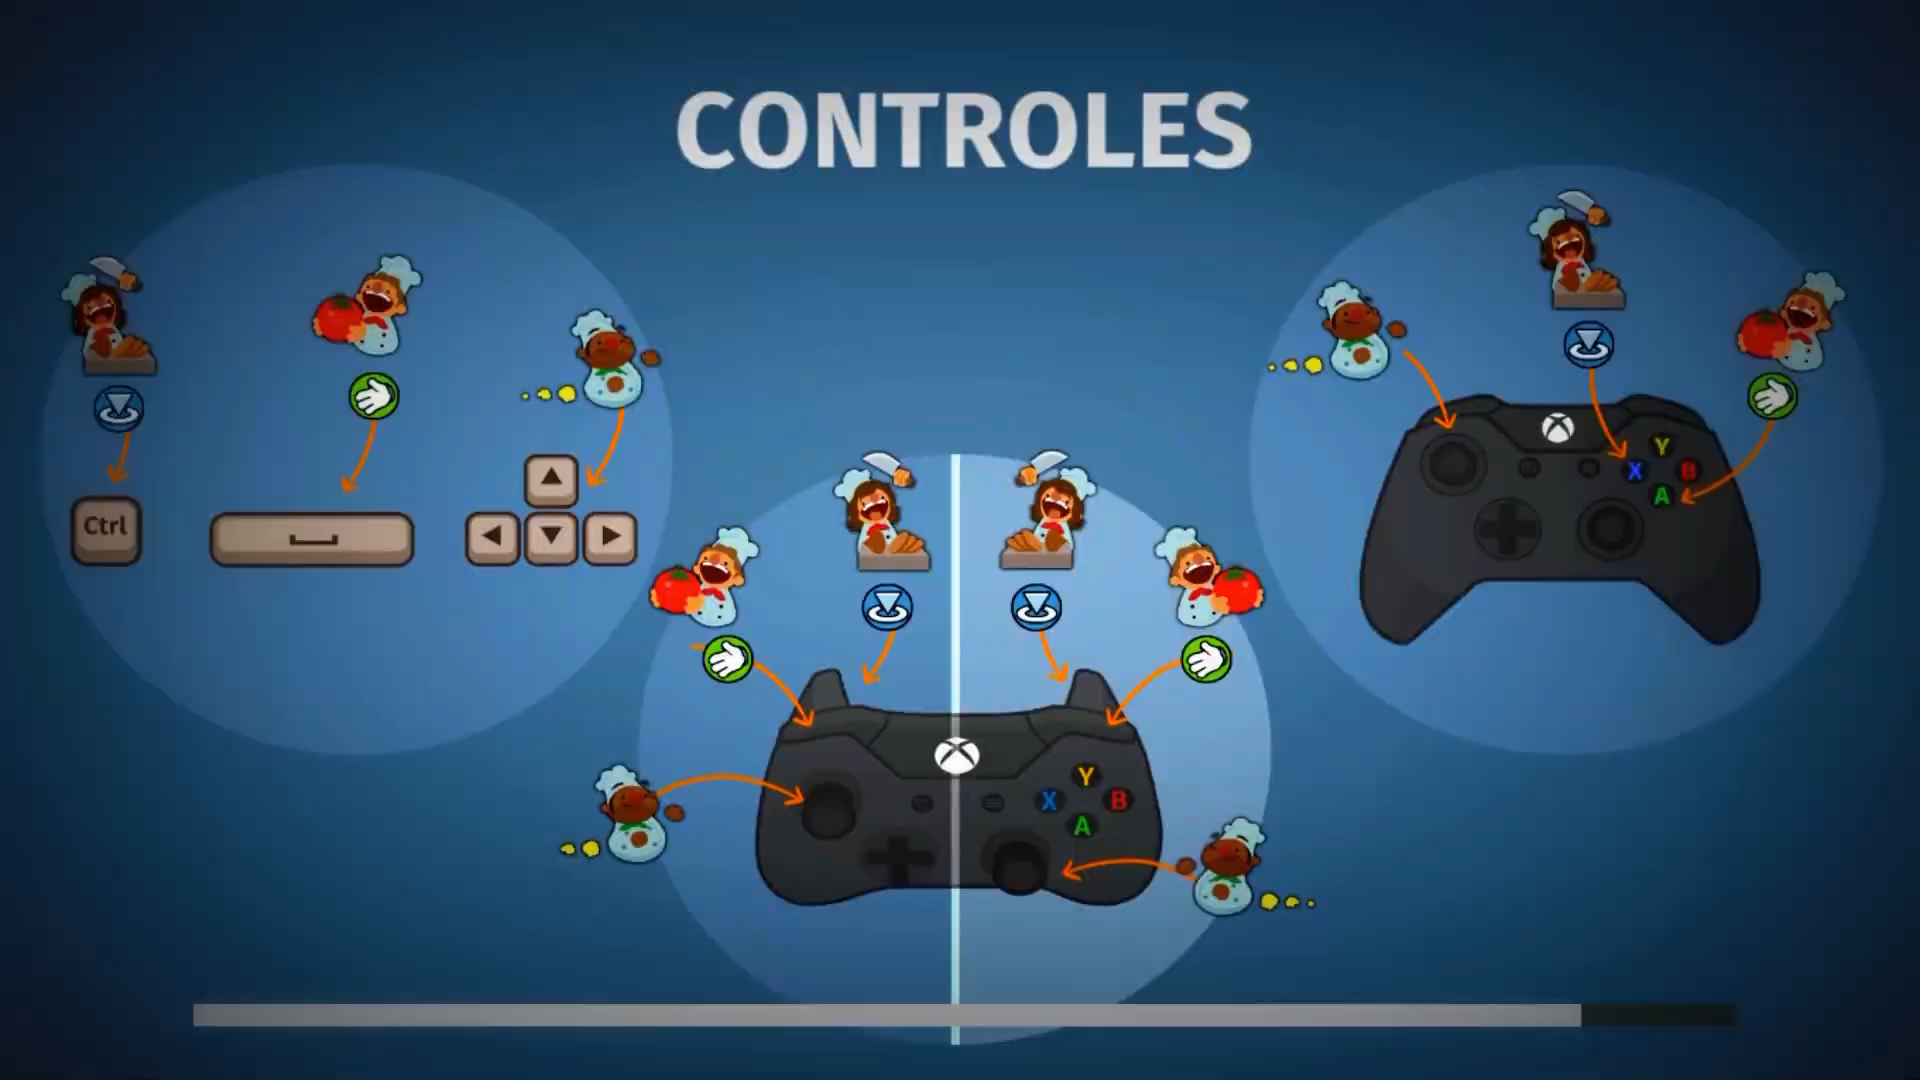 CONTROLES
Ctrl
Y
X B
A
Y
X B
A